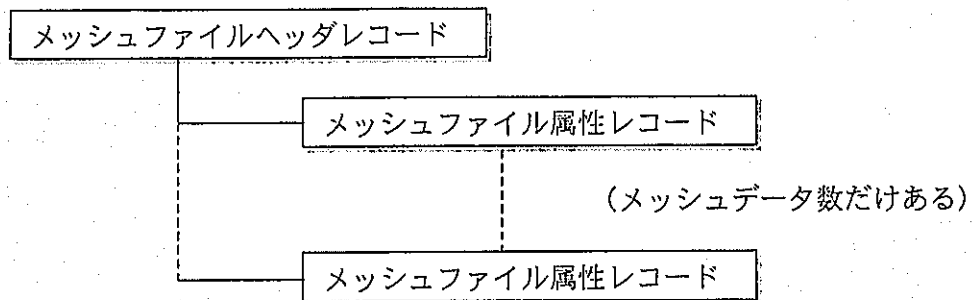 メッシュファイルヘッダレコード
メッシュファイル属性レコード
（メッシュデータ数だけある）
メッシュファイル属性レコード